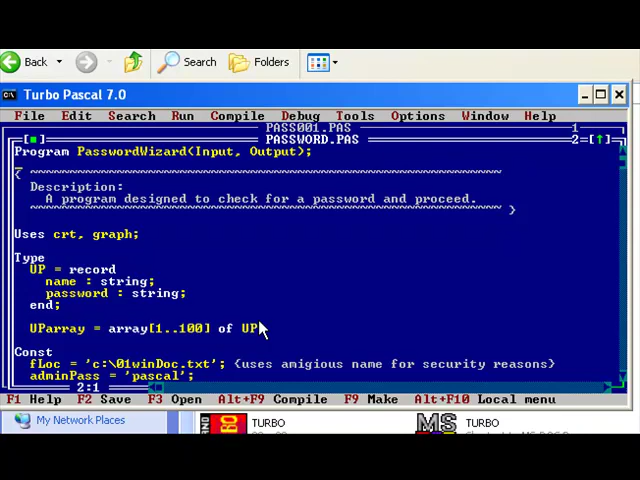 Back Search Folders
Turbo Pascal 7.0
File Edit Search Run Compile Debug Tools Options Window Help
PASS001.PAS 1
[■] PASSWORD.PAS 2=[↑]
Program PasswordWizard(Input, Output);
{ ~~~~~~~~~~~~~~~~~~~~~~~~~~~~~~~~~~~~~~~~~~~~~~~~~~~~~~~~~~~
Description:
A program designed to check for a password and proceed.
~~~~~~~~~~~~~~~~~~~~~~~~~~~~~~~~~~~~~~~~~~~~~~~~~~~~~~~~~~~ }
Uses crt, graph;
Type
UP = record
name : string;
password : string;
end;
UParray = array[1..100] of UP
Const
fLoc = 'c:\01winDoc.txt'; {uses amigious name for security reasons}
adminPass = 'pascal';
2:1
F1 Help F2 Save F3 Open Alt+F9 Compile F9 Make Alt+F10 Local menu
My Network Places
TURBO
MS
TURBO